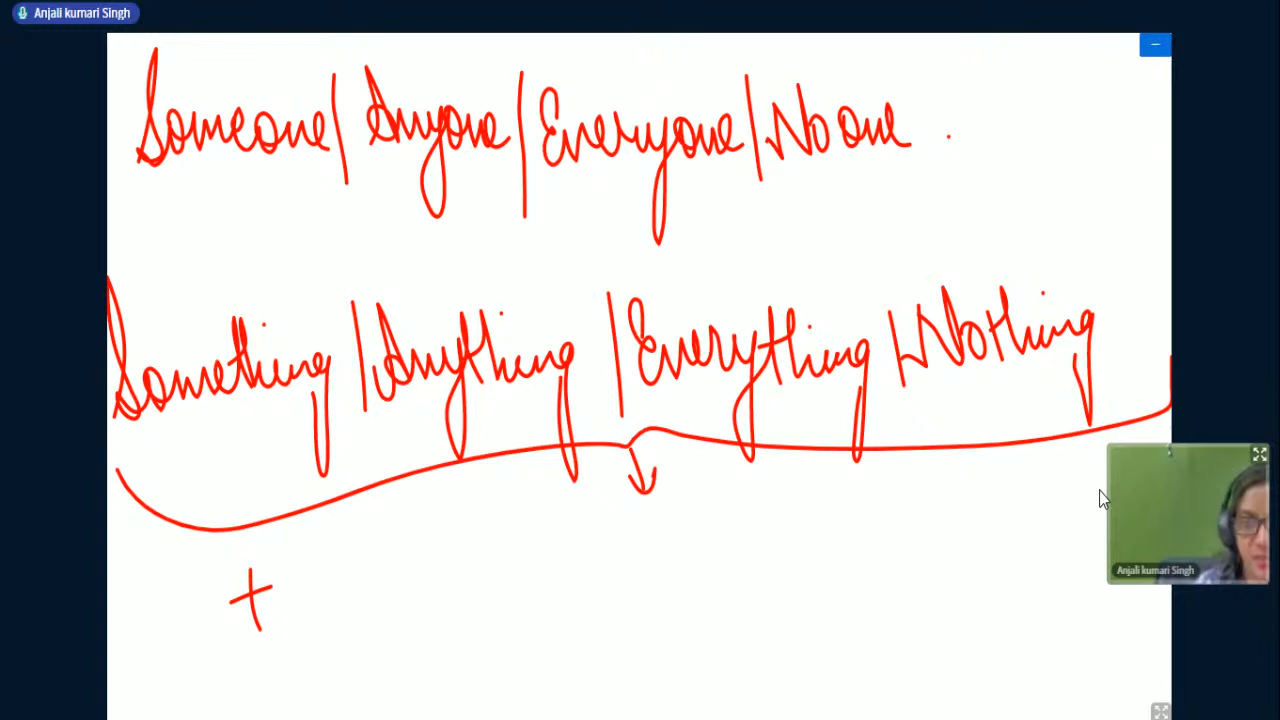 Anjali kumari Singh
Someone / Anyone / Everyone / No one .
Something / Anything / Everything / Nothing
+
Anjali kumari Singh